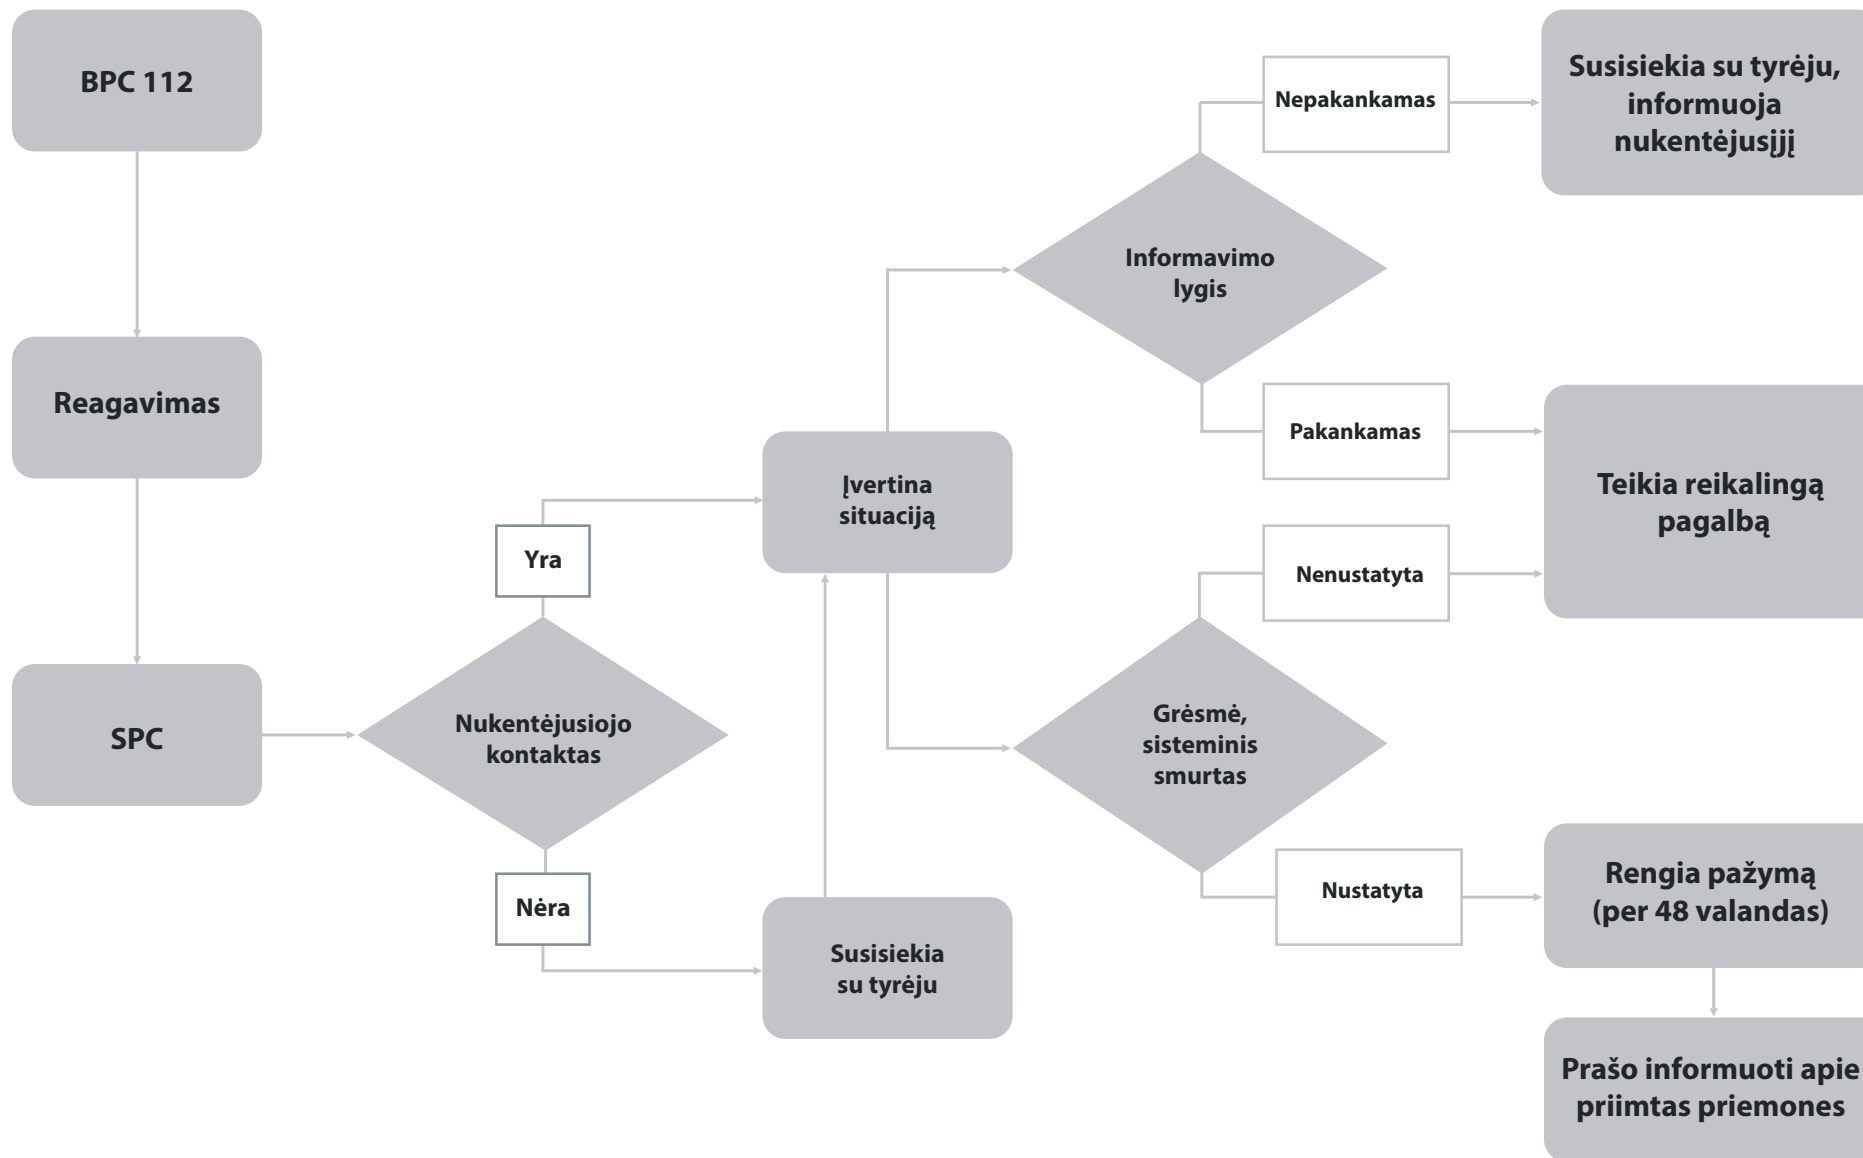 BPC 112
Reagavimas
SPC
Nukentėjusiojo
kontaktas
Yra
Nėra
Įvertina
situaciją
Susisiekia
su tyrėju
Informavimo
lygis
Nepakankamas
Pakankamas
Grėsmė,
sisteminis
smurtas
Nenustatyta
Nustatyta
Susisiekia su tyrėju,
informuoja
nukentėjusįjį
Teikia reikalingą
pagalbą
Rengia pažymą
(per 48 valandas)
Prašo informuoti apie
priimtas priemones